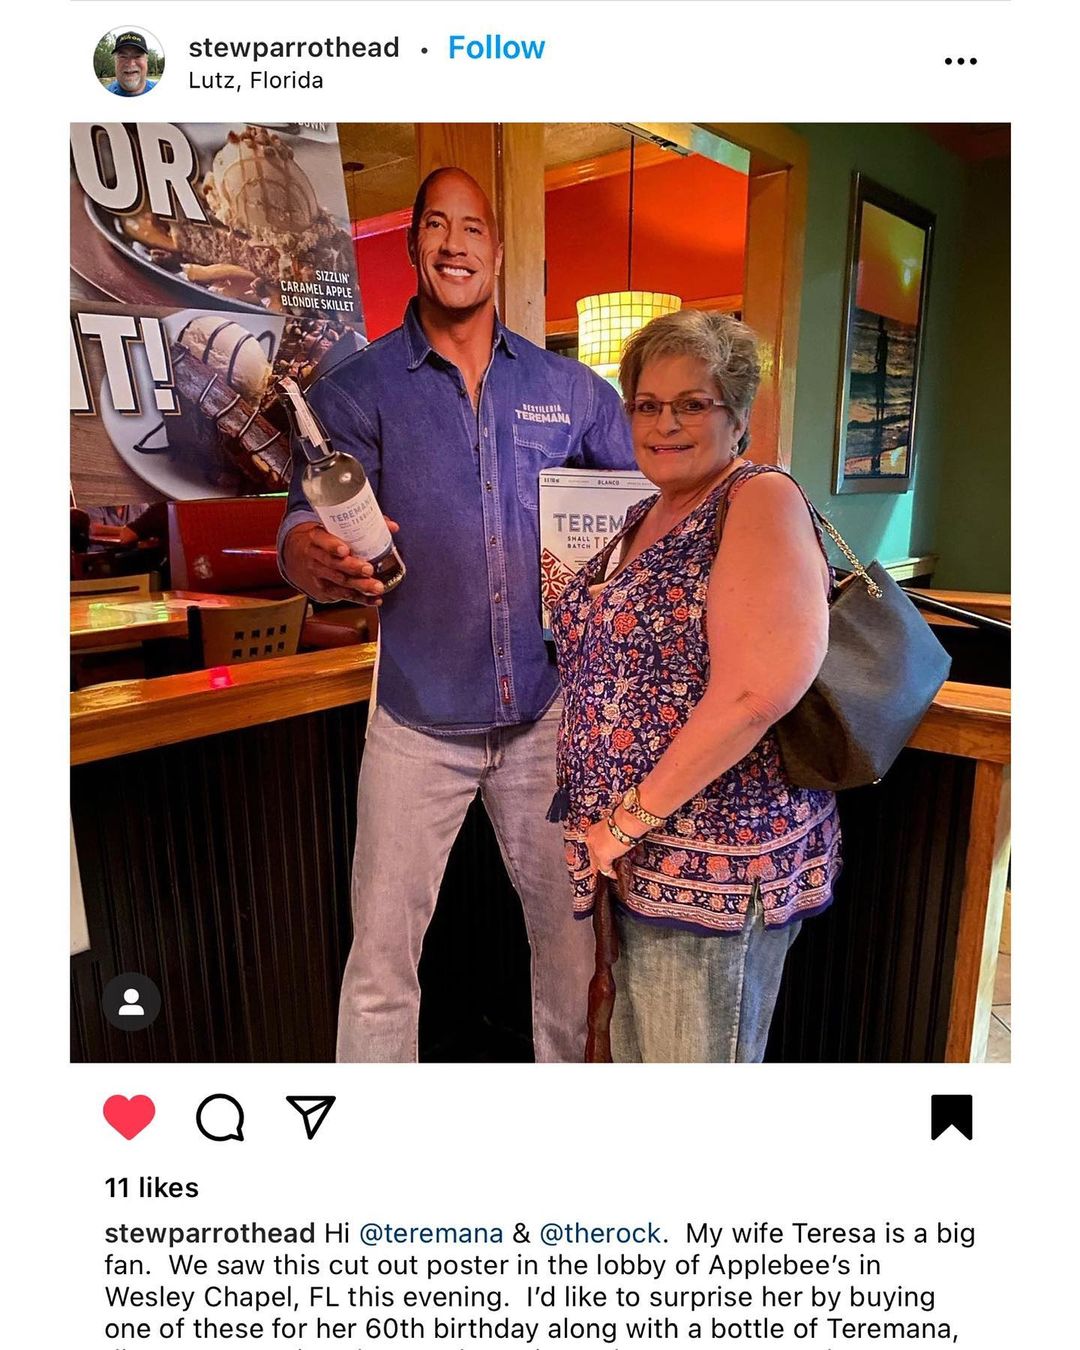 stewparrothead • Follow
Lutz, Florida
OR
SIZZLIN'
CARAMEL APPLE
BLONDIE SKILLET
IT!
DESTILERIA
TEREMANA
BLANCO
TEREM
SMALL
BATCH TE
TEREMANA
11 likes
stewparrothead Hi @teremana & @therock.  My wife Teresa is a big
fan.  We saw this cut out poster in the lobby of Applebee's in
Wesley Chapel, FL this evening.  I'd like to surprise her by buying
one of these for her 60th birthday along with a bottle of Teremana,